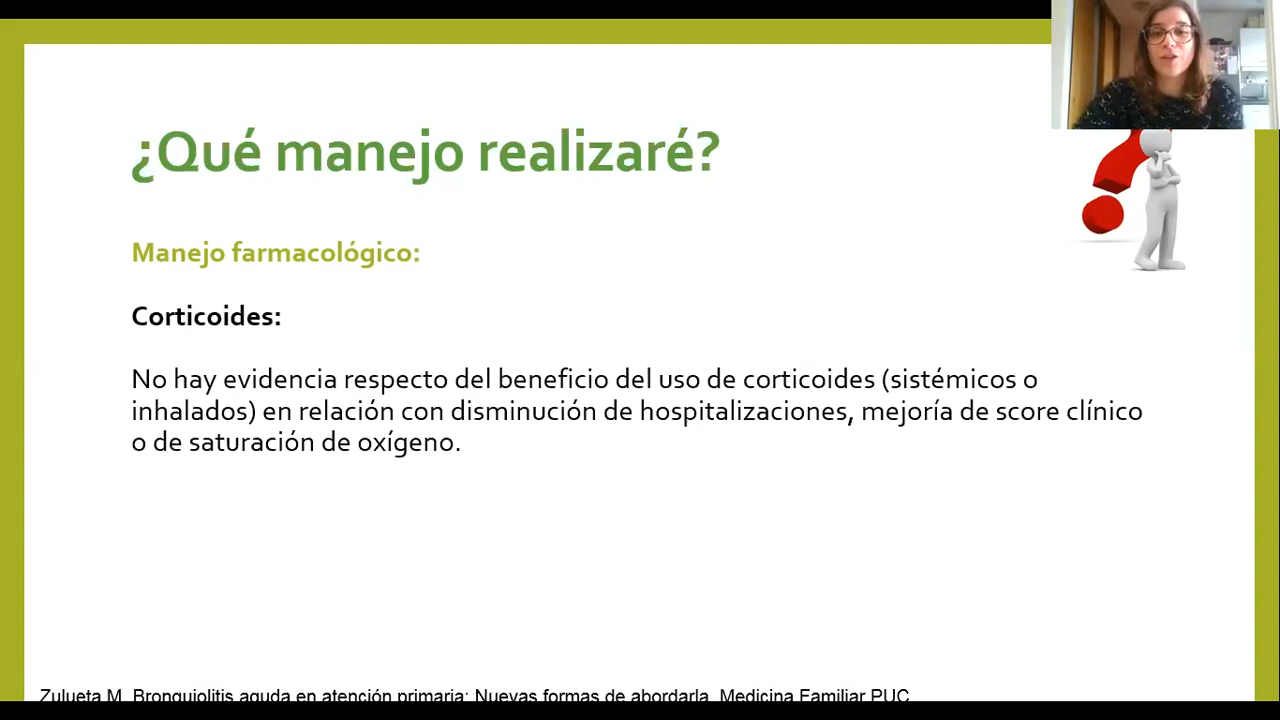 ¿Qué manejo realizaré?
Manejo farmacológico:
Corticoides:
No hay evidencia respecto del beneficio del uso de corticoides (sistémicos o
inhalados) en relación con disminución de hospitalizaciones, mejoría de score clínico
o de saturación de oxígeno.
Zulueta M. Bronquiolitis aguda en atención primaria: Nuevas formas de abordarla. Medicina Familiar PUC